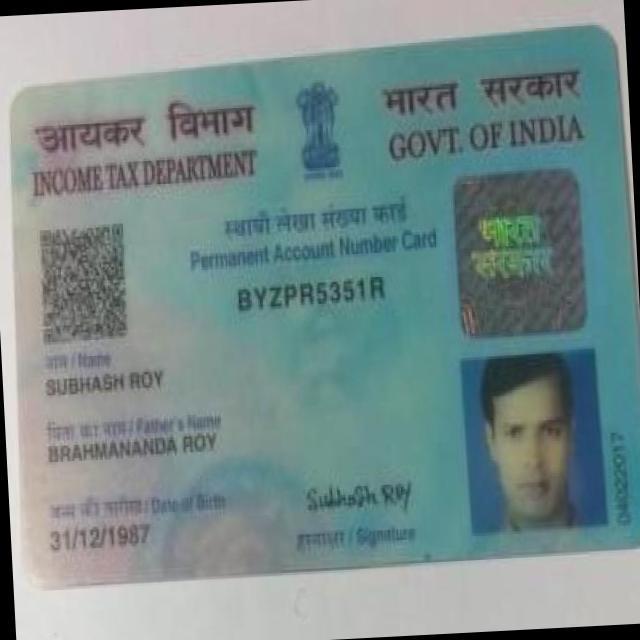 आयकर विभाग
INCOME TAX DEPARTMENT
भारत सरकार
GOVT. OF INDIA
स्थायी लेखा संख्या कार्ड
Permanent Account Number Card
BYZPR5351R
भारत
सरकार
नाम / Name
SUBHASH ROY
पिता का नाम / Father's Name
BRAHMANANDA ROY
जन्म की तारीख / Date of Birth
31/12/1987
Subhash Roy
हस्ताक्षर / Signature
04022017